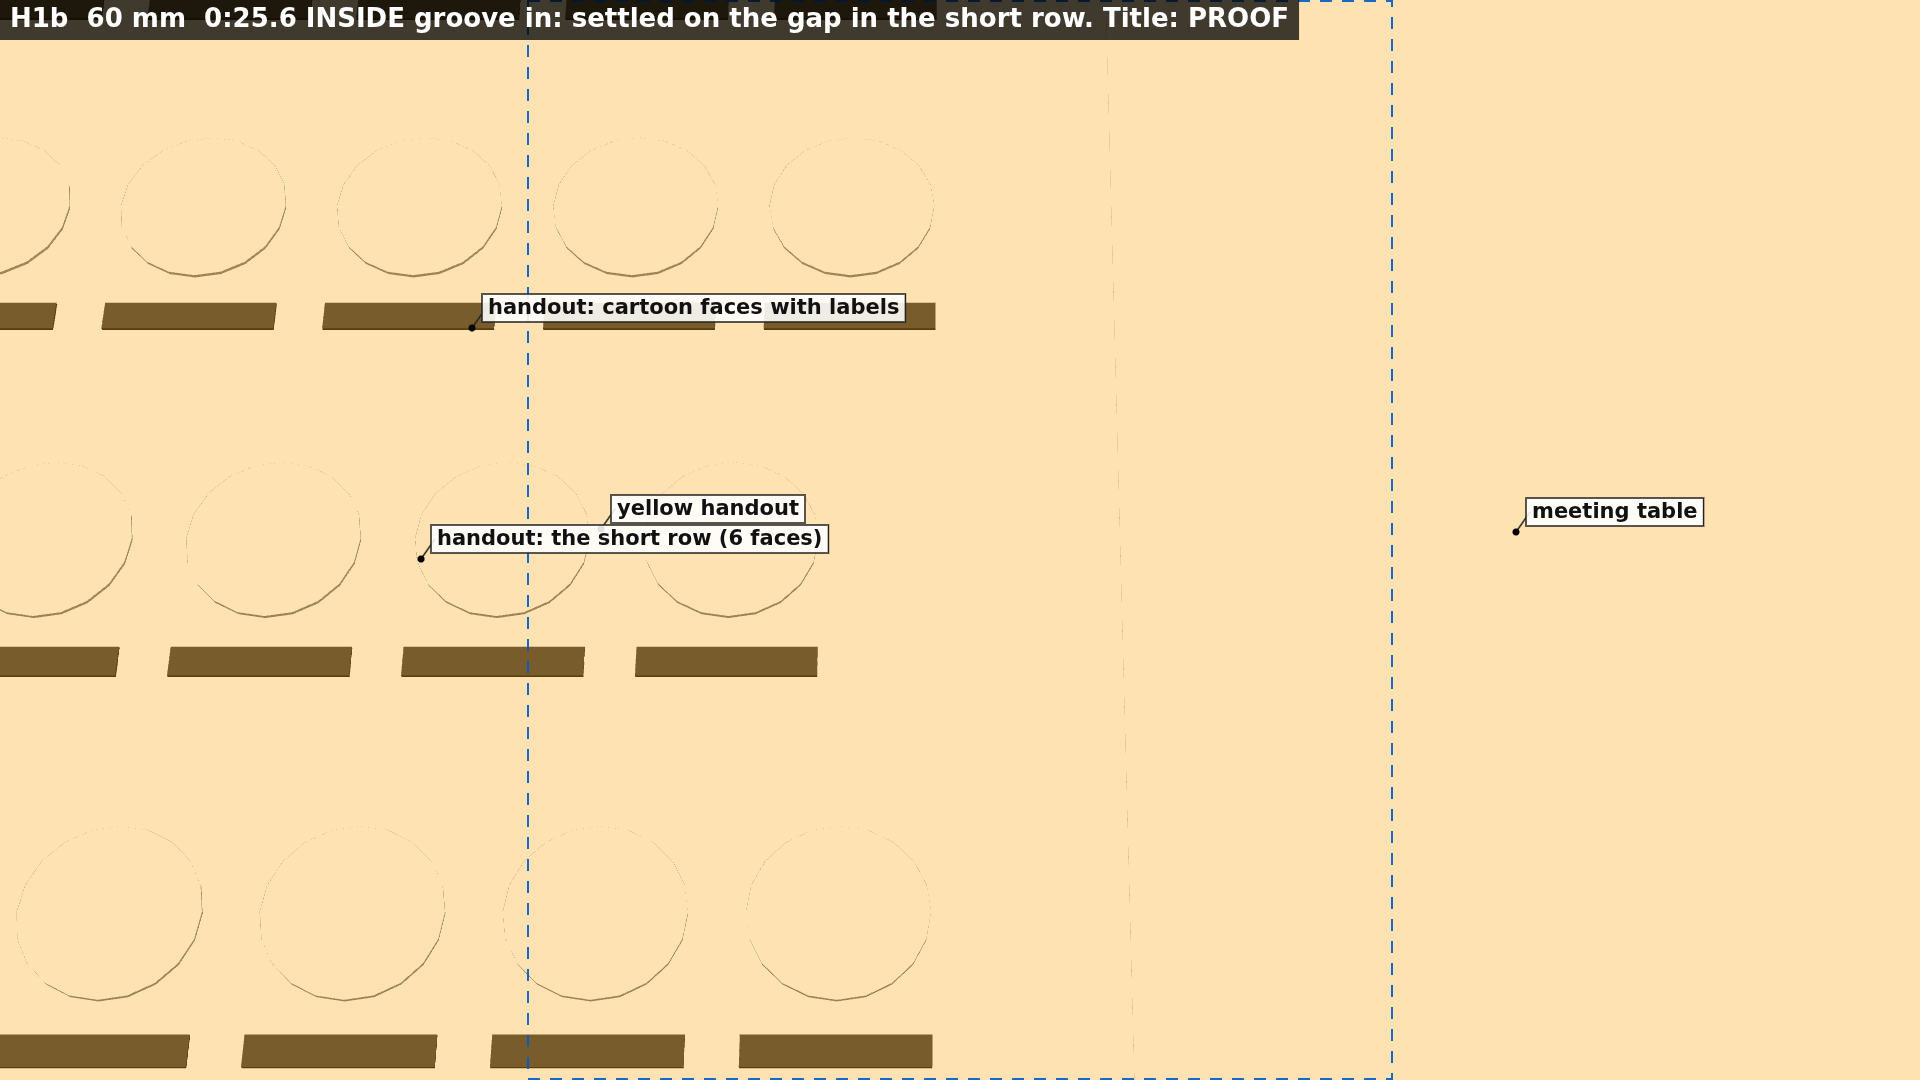 H1b  60 mm  0:25.6 INSIDE groove in: settled on the gap in the short row. Title: PROOF
handout: cartoon faces with labels
yellow handout
meeting table
handout: the short row (6 faces)